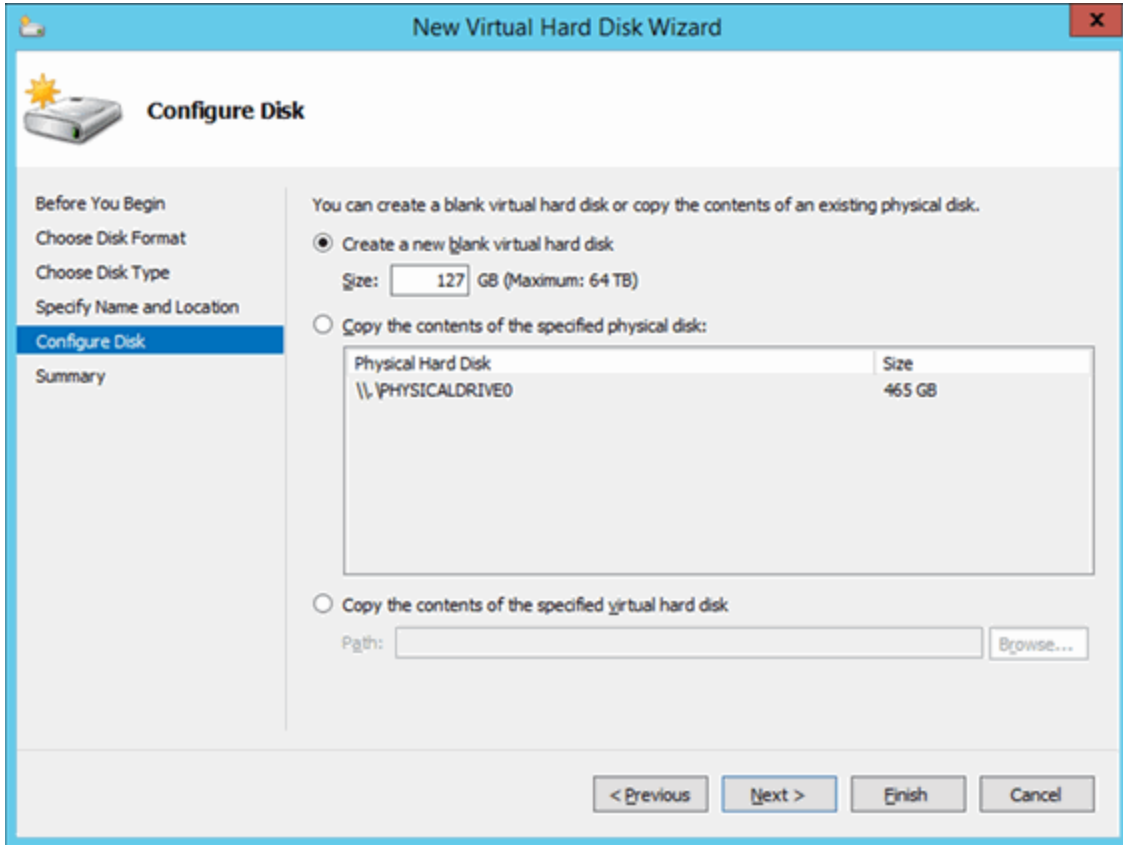 New Virtual Hard Disk Wizard
x
Configure Disk
Before You Begin
Choose Disk Format
Choose Disk Type
Specify Name and Location
Configure Disk
Summary
You can create a blank virtual hard disk or copy the contents of an existing physical disk.
Create a new blank virtual hard disk
Size: 127 GB (Maximum: 64 TB)
Copy the contents of the specified physical disk:
Physical Hard Disk Size
\\.\PHYSICALDRIVE0 465 GB
Copy the contents of the specified virtual hard disk
Path: Browse...
< Previous Next > Finish Cancel